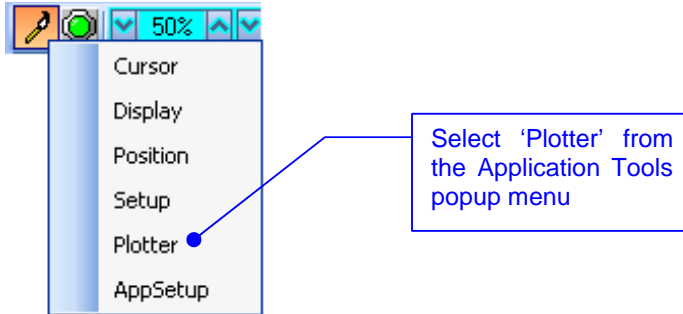 50%
Cursor
Display
Position
Setup
Plotter
AppSetup
Select ‘Plotter’ from
the Application Tools
popup menu